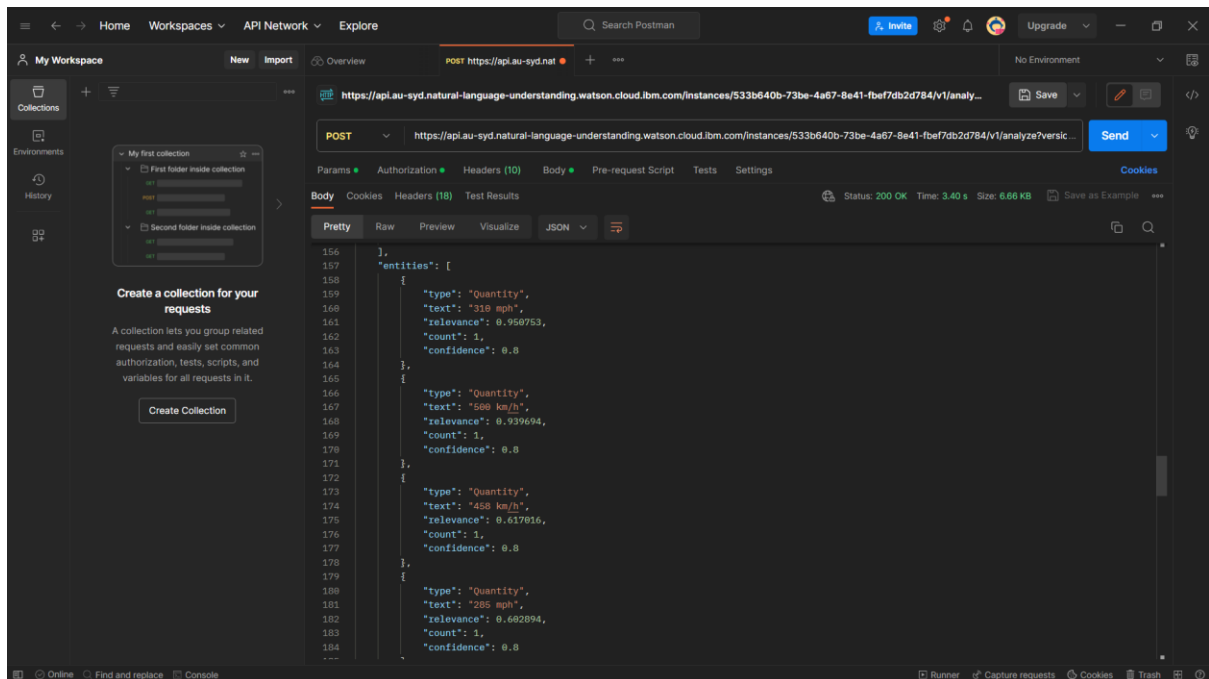 Home Workspaces API Network Explore Search Postman Invite Upgrade
My Workspace New Import Overview POST https://api.au-syd.nat No Environment
Collections
Environments
History
My first collection
First folder inside collection
GET
POST
GET
Second folder inside collection
GET
GET
Create a collection for your
requests
A collection lets you group related
requests and easily set common
authorization, tests, scripts, and
variables for all requests in it.
Create Collection
HTTP https://api.au-syd.natural-language-understanding.watson.cloud.ibm.com/instances/533b640b-73be-4a67-8e41-fbef7db2d784/v1/analy... Save
POST https://api.au-syd.natural-language-understanding.watson.cloud.ibm.com/instances/533b640b-73be-4a67-8e41-fbef7db2d784/v1/analyze?versic... Send
Params Authorization Headers (10) Body Pre-request Script Tests Settings Cookies
Body Cookies Headers (18) Test Results Status: 200 OK Time: 3.40 s Size: 6.66 KB Save as Example
Pretty Raw Preview Visualize JSON
156 ],
157 "entities": [
158 {
159 "type": "Quantity",
160 "text": "310 mph",
161 "relevance": 0.950753,
162 "count": 1,
163 "confidence": 0.8
164 },
165 {
166 "type": "Quantity",
167 "text": "500 km/h",
168 "relevance": 0.939694,
169 "count": 1,
170 "confidence": 0.8
171 },
172 {
173 "type": "Quantity",
174 "text": "458 km/h",
175 "relevance": 0.617016,
176 "count": 1,
177 "confidence": 0.8
178 },
179 {
180 "type": "Quantity",
181 "text": "285 mph",
182 "relevance": 0.602894,
183 "count": 1,
184 "confidence": 0.8
Online Find and replace Console Runner Capture requests Cookies Trash